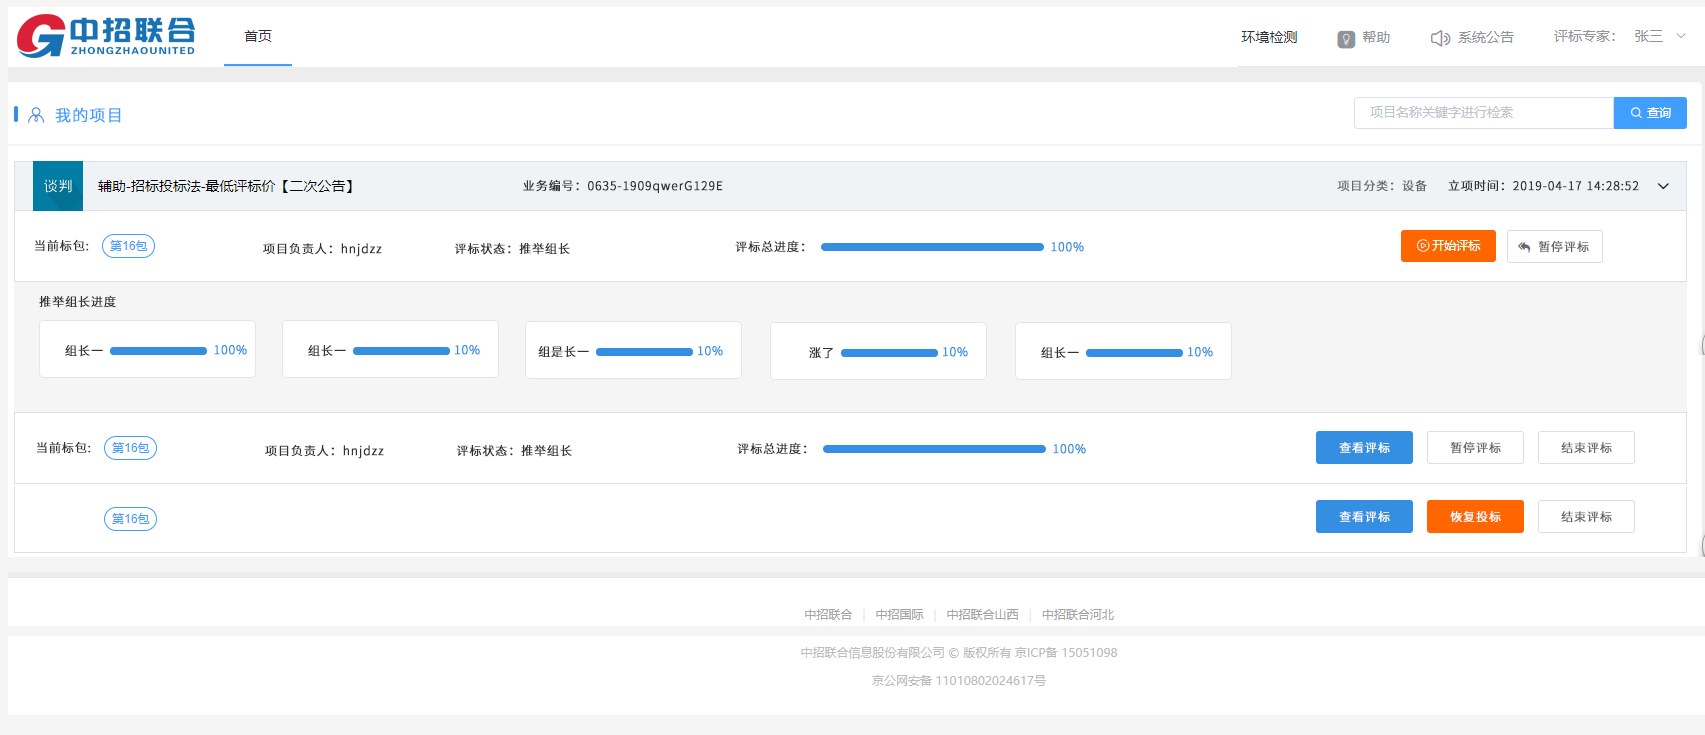 中招联合
ZHONGZHAOUNITED
首页
环境检测
帮助
系统公告
评标专家：
张三
我的项目
项目名称关键字进行检索
查询
谈判
辅助-招标投标法-最低评标价【二次公告】
业务编号：0635-1909qwerG129E
项目分类：设备
立项时间：2019-04-17 14:28:52
当前标包:
第16包
项目负责人：hnjdzz
评标状态：推举组长
评标总进度：
100%
开始评标
暂停评标
推举组长进度
组长一
100%
组长一
10%
组是长一
10%
涨了
10%
组长一
10%
当前标包:
第16包
项目负责人：hnjdzz
评标状态：推举组长
评标总进度：
100%
查看评标
暂停评标
结束评标
第16包
查看评标
恢复投标
结束评标
中招联合 | 中招国际 | 中招联合山西 | 中招联合河北
中招联合信息股份有限公司 © 版权所有 京ICP备 15051098
京公网安备 11010802024617号